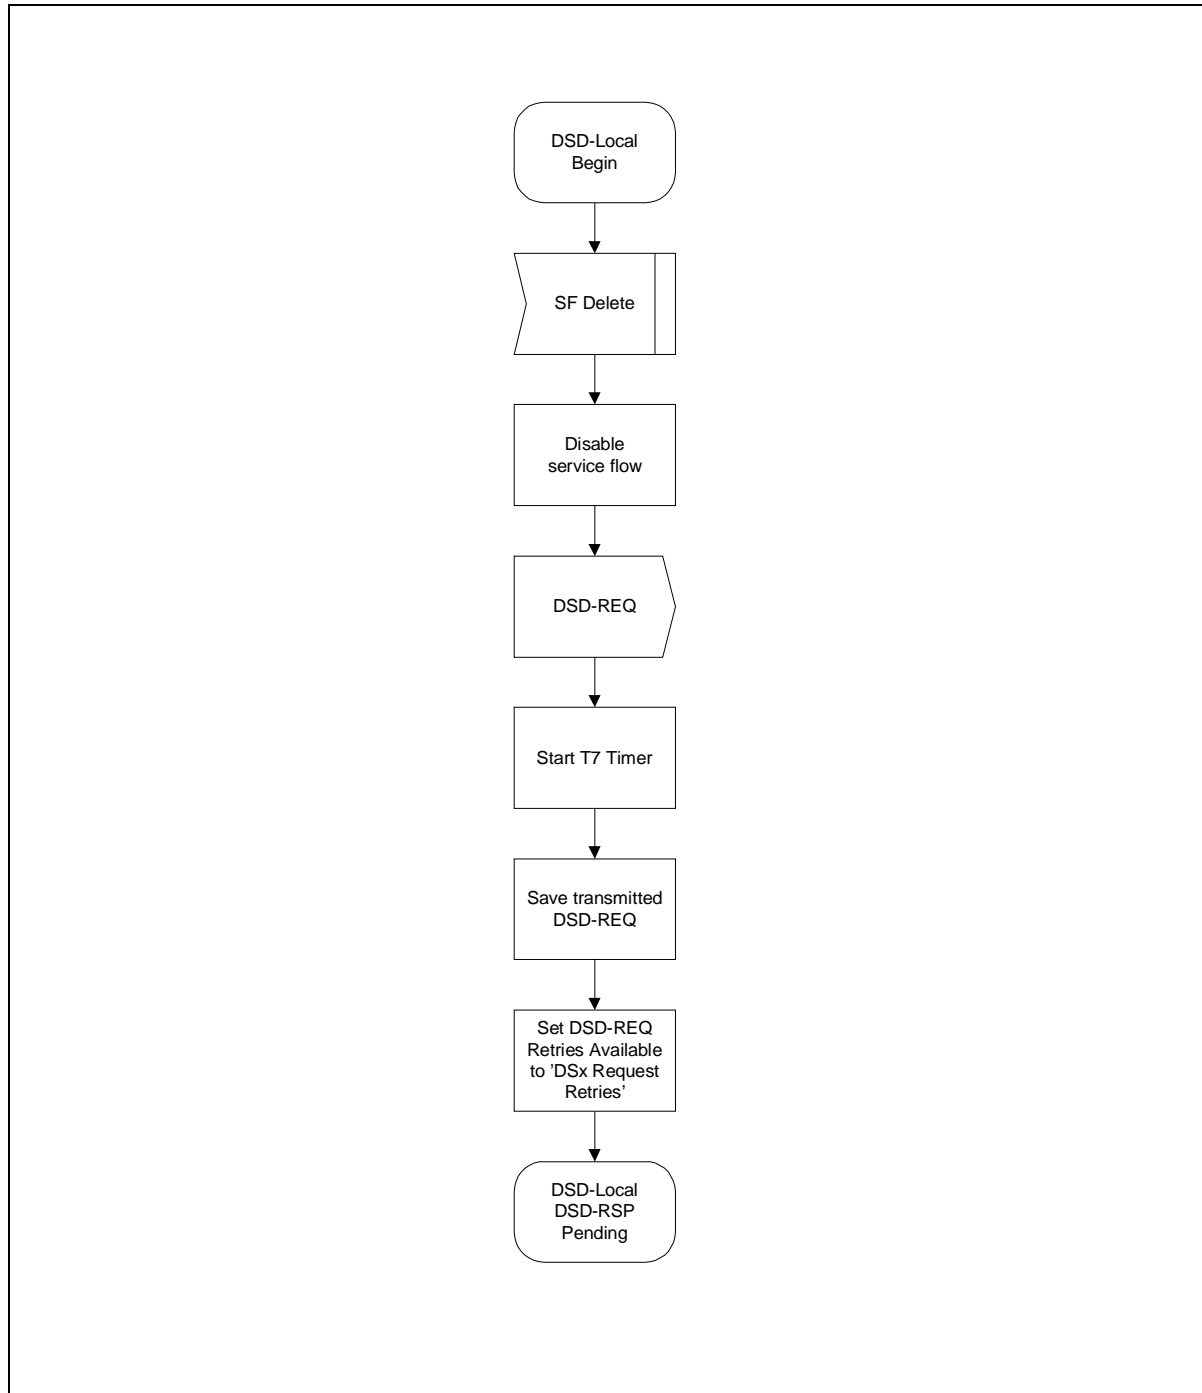 DSD-Local
Begin
SF Delete
Disable
service flow
DSD-REQ
Start T7 Timer
Save transmitted
DSD-REQ
Set DSD-REQ
Retries Available
to ’DSx Request
Retries’
DSD-Local
DSD-RSP
Pending